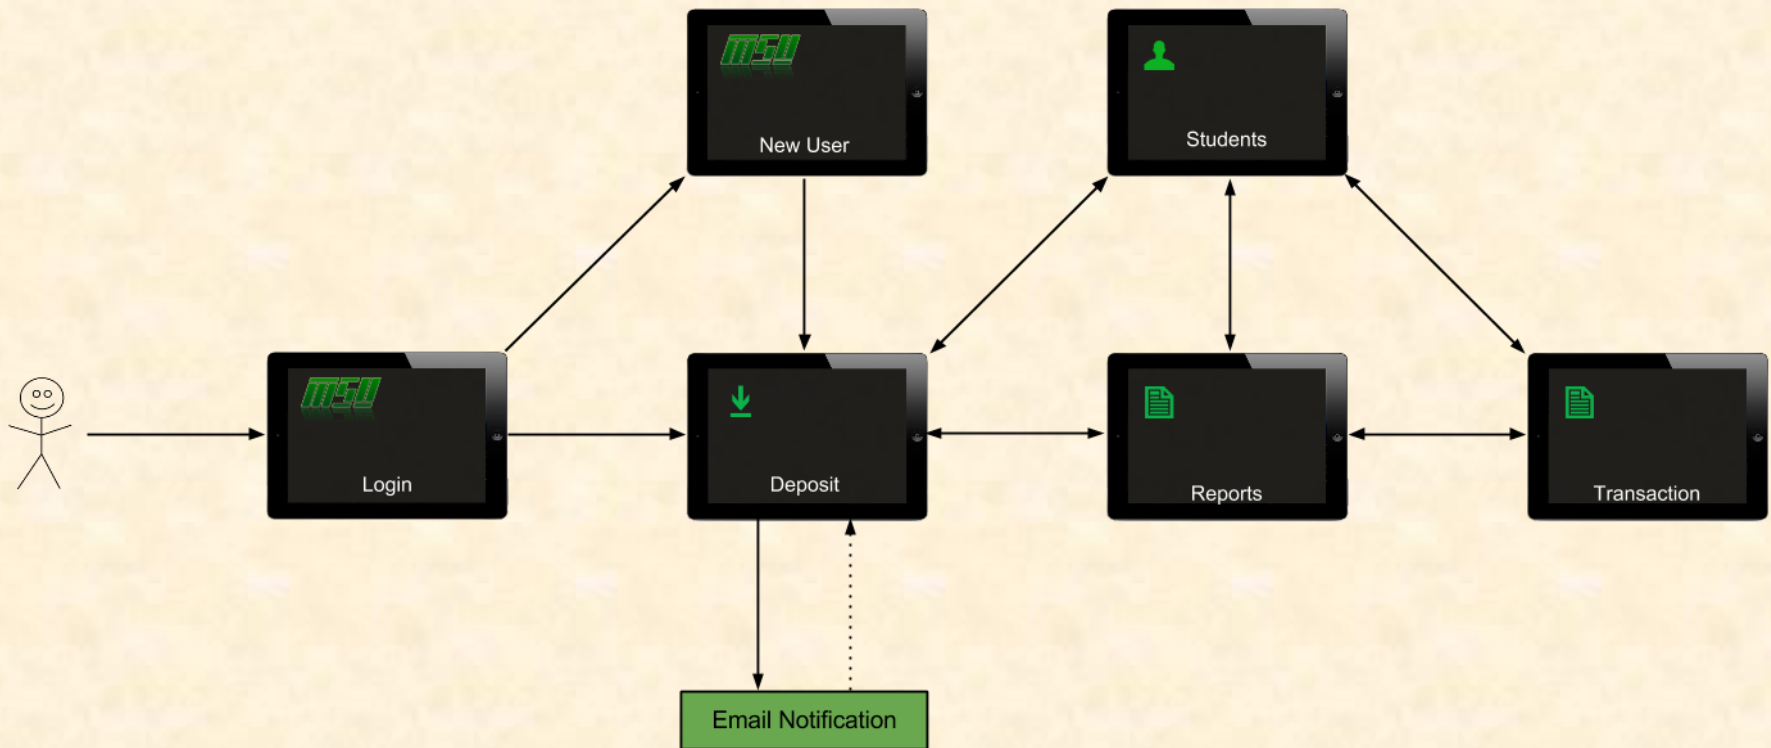 MSU
New User
Students
MSU
Login
Deposit
Reports
Transaction
Email Notification